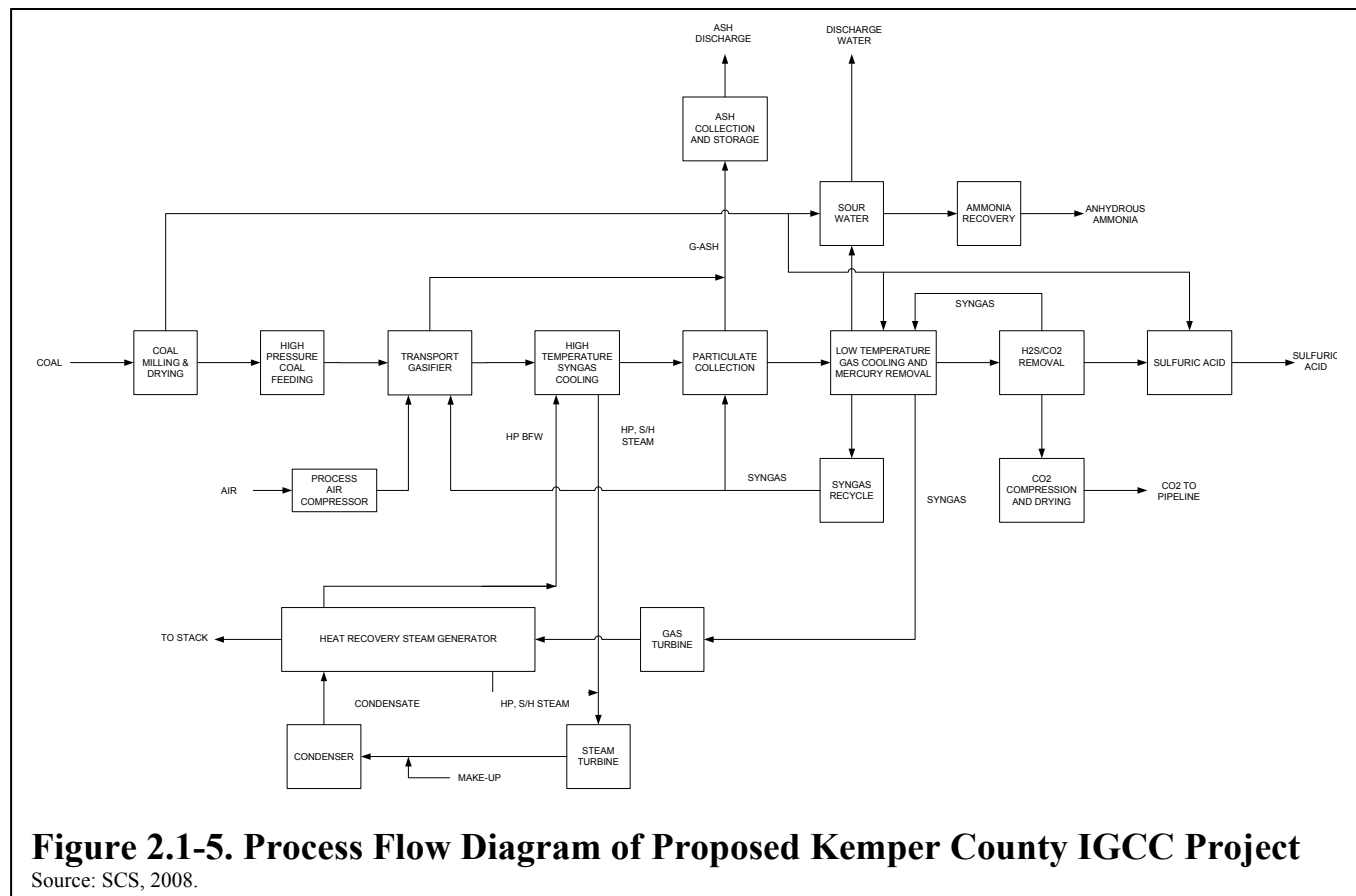 ASH
DISCHARGE
DISCHARGE
WATER
ASH
COLLECTION
AND STORAGE
SOUR
WATER
AMMONIA
RECOVERY
ANHYDROUS
AMMONIA
G-ASH
SYNGAS
COAL
COAL
MILLING &
DRYING
HIGH
PRESSURE
COAL
FEEDING
TRANSPORT
GASIFIER
HIGH
TEMPERATURE
SYNGAS
COOLING
PARTICULATE
COLLECTION
LOW TEMPERATURE
GAS COOLING AND
MERCURY REMOVAL
H2S/CO2
REMOVAL
SULFURIC ACID
SULFURIC
ACID
HP BFW
HP, S/H
STEAM
AIR
PROCESS
AIR
COMPRESSOR
SYNGAS
SYNGAS
RECYCLE
SYNGAS
CO2
COMPRESSION
AND DRYING
CO2 TO
PIPELINE
TO STACK
HEAT RECOVERY STEAM GENERATOR
GAS
TURBINE
CONDENSATE
HP, S/H STEAM
CONDENSER
STEAM
TURBINE
MAKE-UP
Figure 2.1-5. Process Flow Diagram of Proposed Kemper County IGCC Project
Source: SCS, 2008.